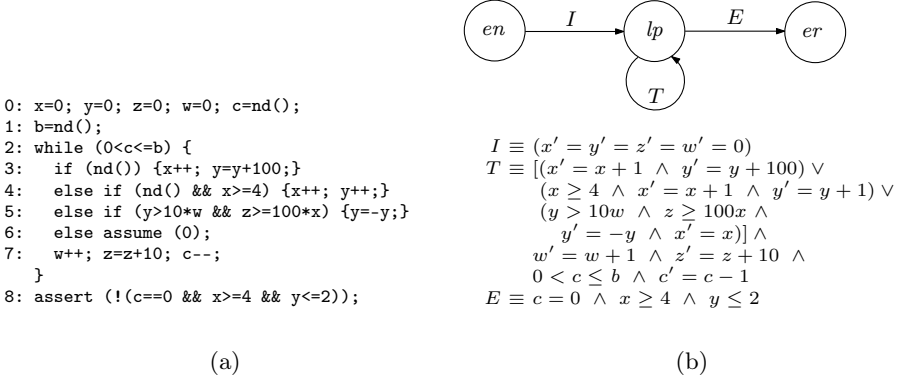 en I lp E er
T
0: x=0; y=0; z=0; w=0; c=nd();
1: b=nd();
2: while (0<c<=b) {
3: if (nd()) {x++; y=y+100;}
4: else if (nd() && x>=4) {x++; y++;}
5: else if (y>10*w && z>=100*x) {y=-y;}
6: else assume (0);
7: w++; z=z+10; c--;
}
8: assert (!(c==0 && x>=4 && y<=2));
I ≡ (x′ = y′ = z′ = w′ = 0)
T ≡ [(x′ = x + 1 ∧ y′ = y + 100) ∨
(x ≥ 4 ∧ x′ = x + 1 ∧ y′ = y + 1) ∨
(y > 10w ∧ z ≥ 100x ∧
y′ = −y ∧ x′ = x)] ∧
w′ = w + 1 ∧ z′ = z + 10 ∧
0 < c ≤ b ∧ c′ = c − 1
E ≡ c = 0 ∧ x ≥ 4 ∧ y ≤ 2
(a)
(b)